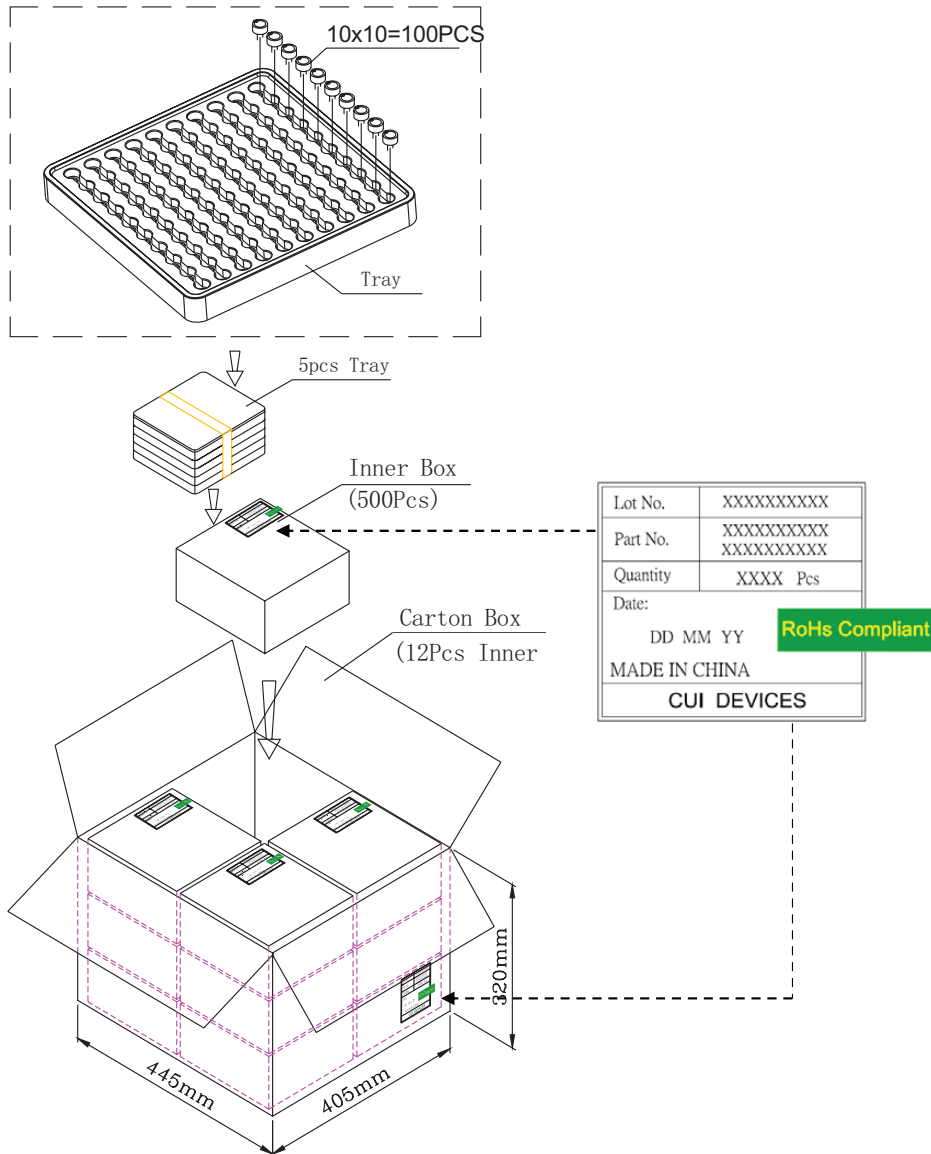 10x10=100PCS
Tray
5pcs Tray
Inner Box
(500Pcs)
Lot No. XXXXXXXXXX
Part No. XXXXXXXXXX
XXXXXXXXXX
Quantity XXXX Pcs
Date:
DD MM YY
RoHs Compliant
MADE IN CHINA
CUI DEVICES
Carton Box
(12Pcs Inner
320mm
445mm
405mm